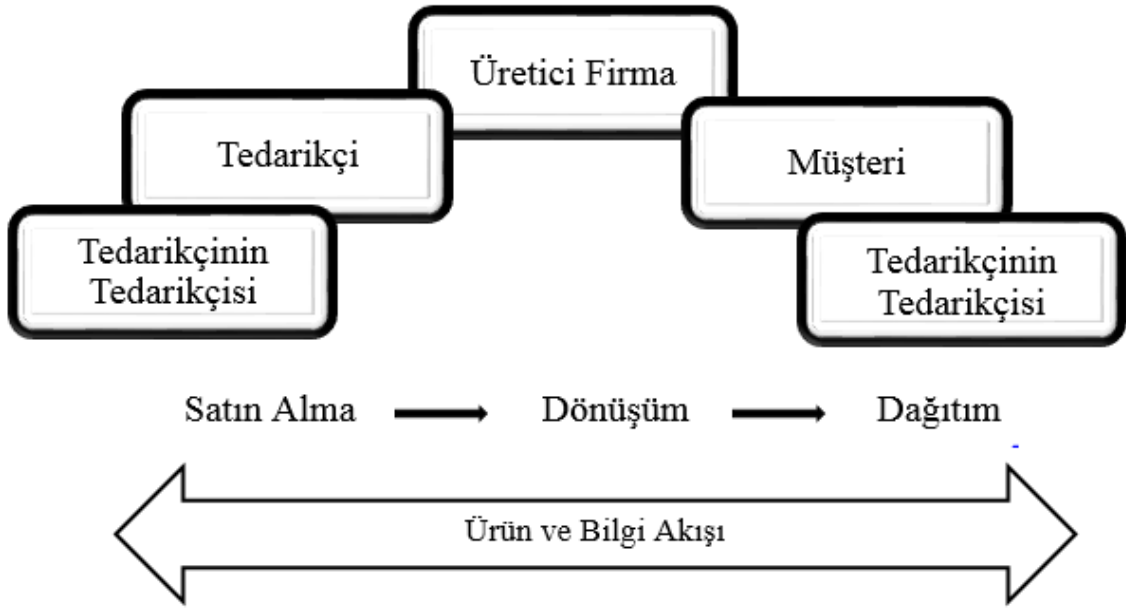 Üretici Firma
Tedarikçi
Müşteri
Tedarikçinin
Tedarikçisi
Tedarikçinin
Tedarikçisi
Satın Alma
Dönüşüm
Dağıtım
Ürün ve Bilgi Akışı